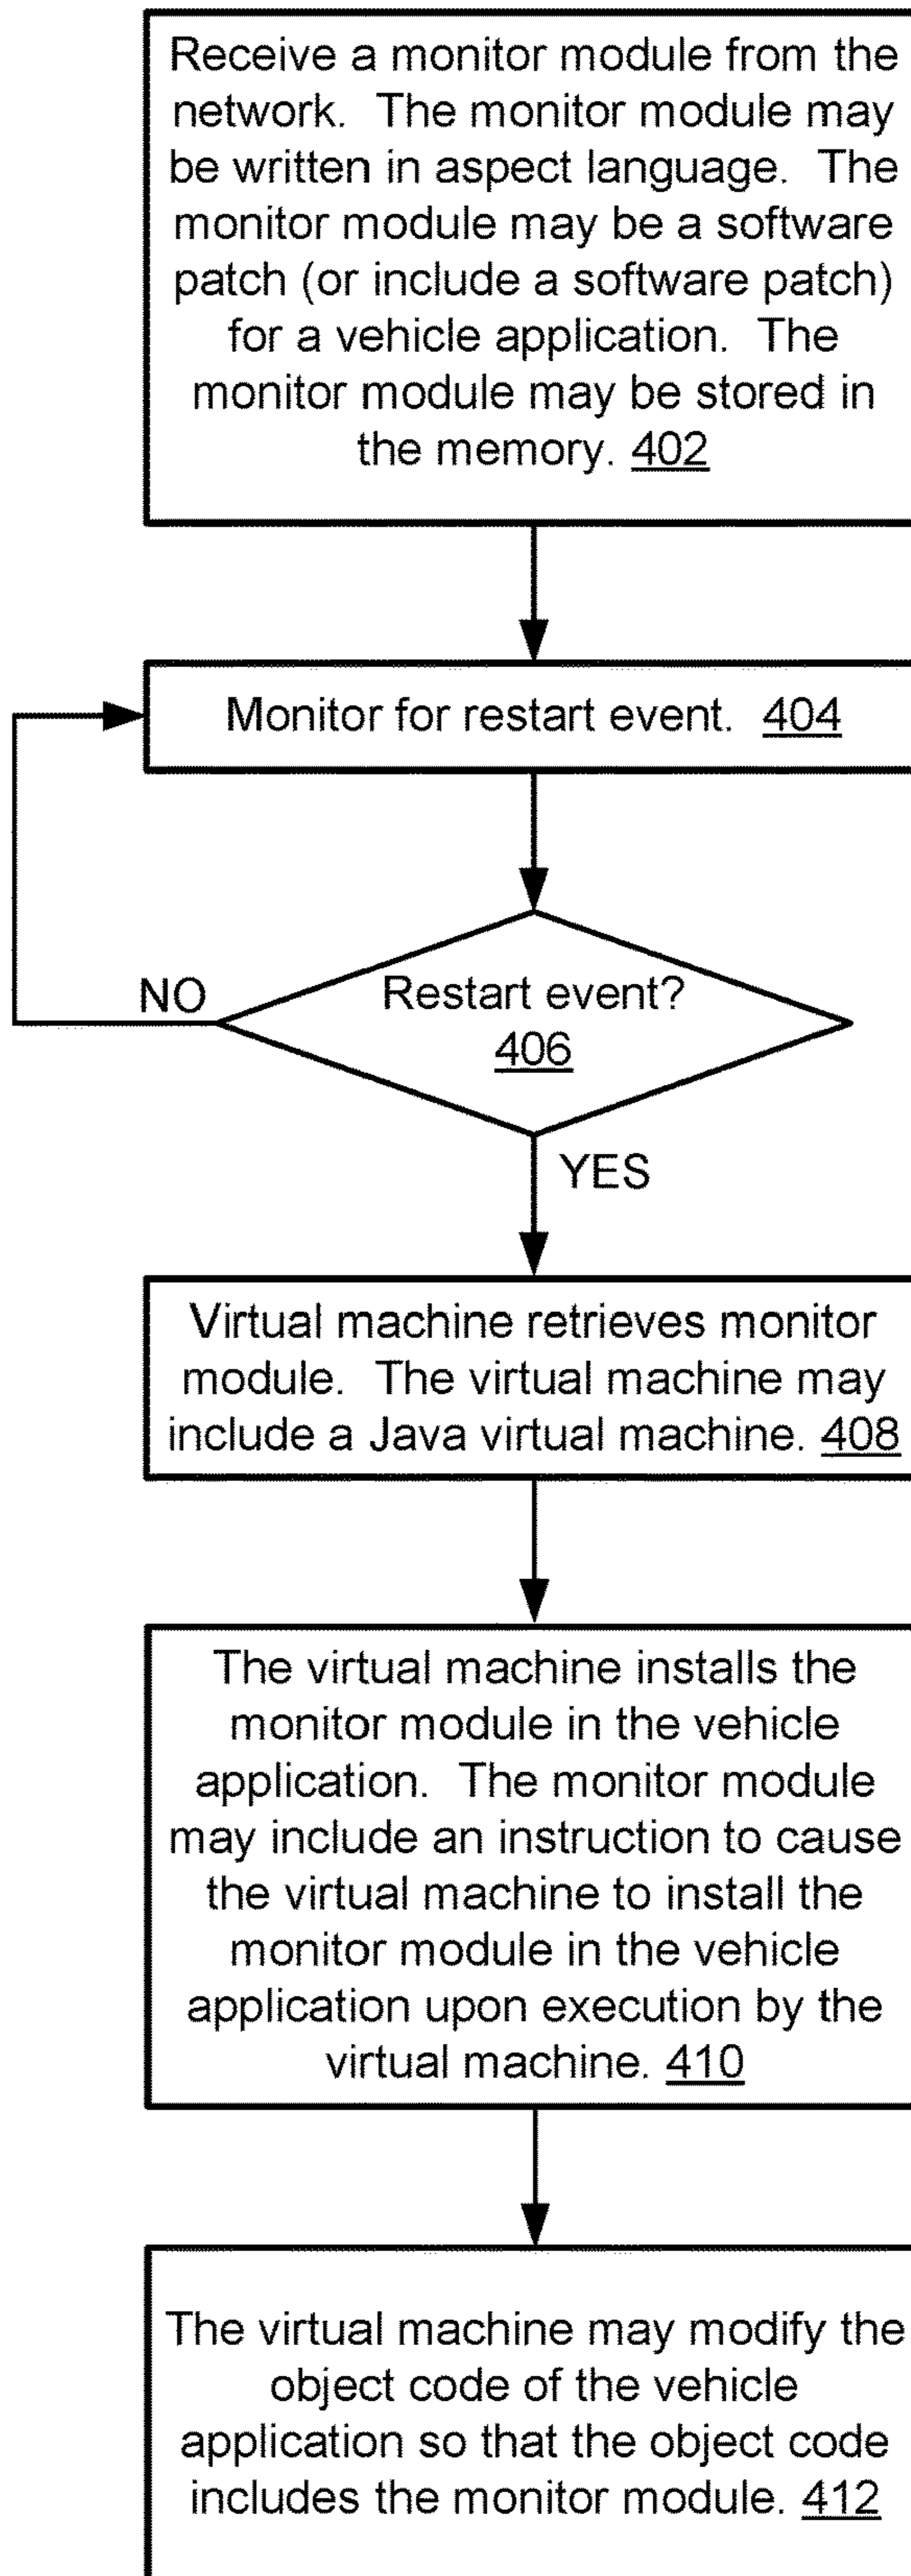 Receive a monitor module from the
network. The monitor module may
be written in aspect language. The
monitor module may be a software
patch (or include a software patch)
for a vehicle application. The
monitor module may be stored in
the memory. 402
Monitor for restart event. 404
Restart event?
406
NO
YES
Virtual machine retrieves monitor
module. The virtual machine may
include a Java virtual machine. 408
The virtual machine installs the
monitor module in the vehicle
application. The monitor module
may include an instruction to cause
the virtual machine to install the
monitor module in the vehicle
application upon execution by the
virtual machine. 410
The virtual machine may modify the
object code of the vehicle
application so that the object code
includes the monitor module. 412